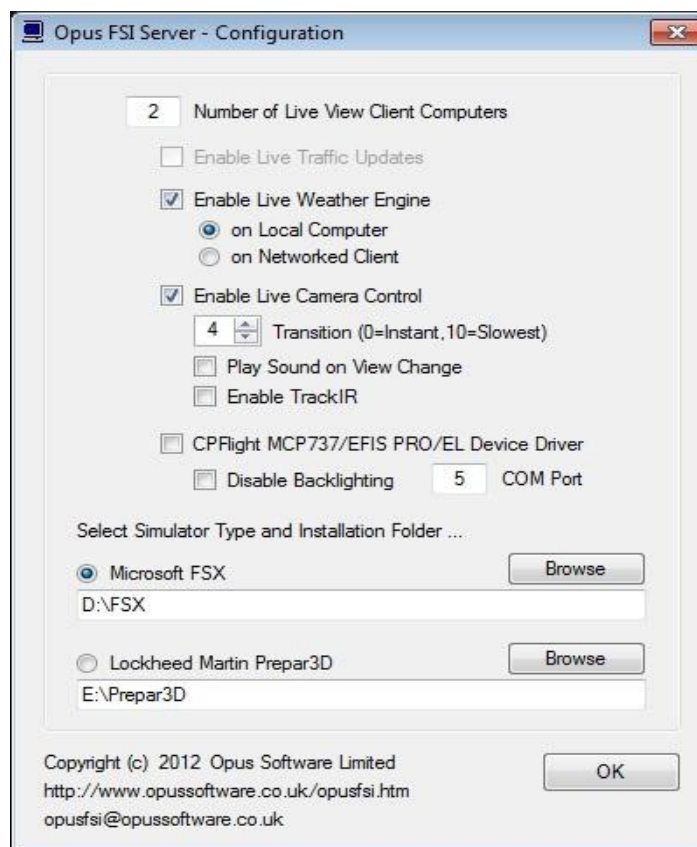 Opus FSI Server - Configuration
2 Number of Live View Client Computers
Enable Live Traffic Updates
Enable Live Weather Engine
on Local Computer
on Networked Client
Enable Live Camera Control
4 Transition (0=Instant,10=Slowest)
Play Sound on View Change
Enable TrackIR
CPFlight MCP737/EFIS PRO/EL Device Driver
Disable Backlighting 5 COM Port
Select Simulator Type and Installation Folder ...
Microsoft FSX Browse
D:\FSX
Lockheed Martin Prepar3D Browse
E:\Prepar3D
Copyright (c) 2012 Opus Software Limited
OK
http://www.opussoftware.co.uk/opusfsi.htm
opusfsi@opussoftware.co.uk